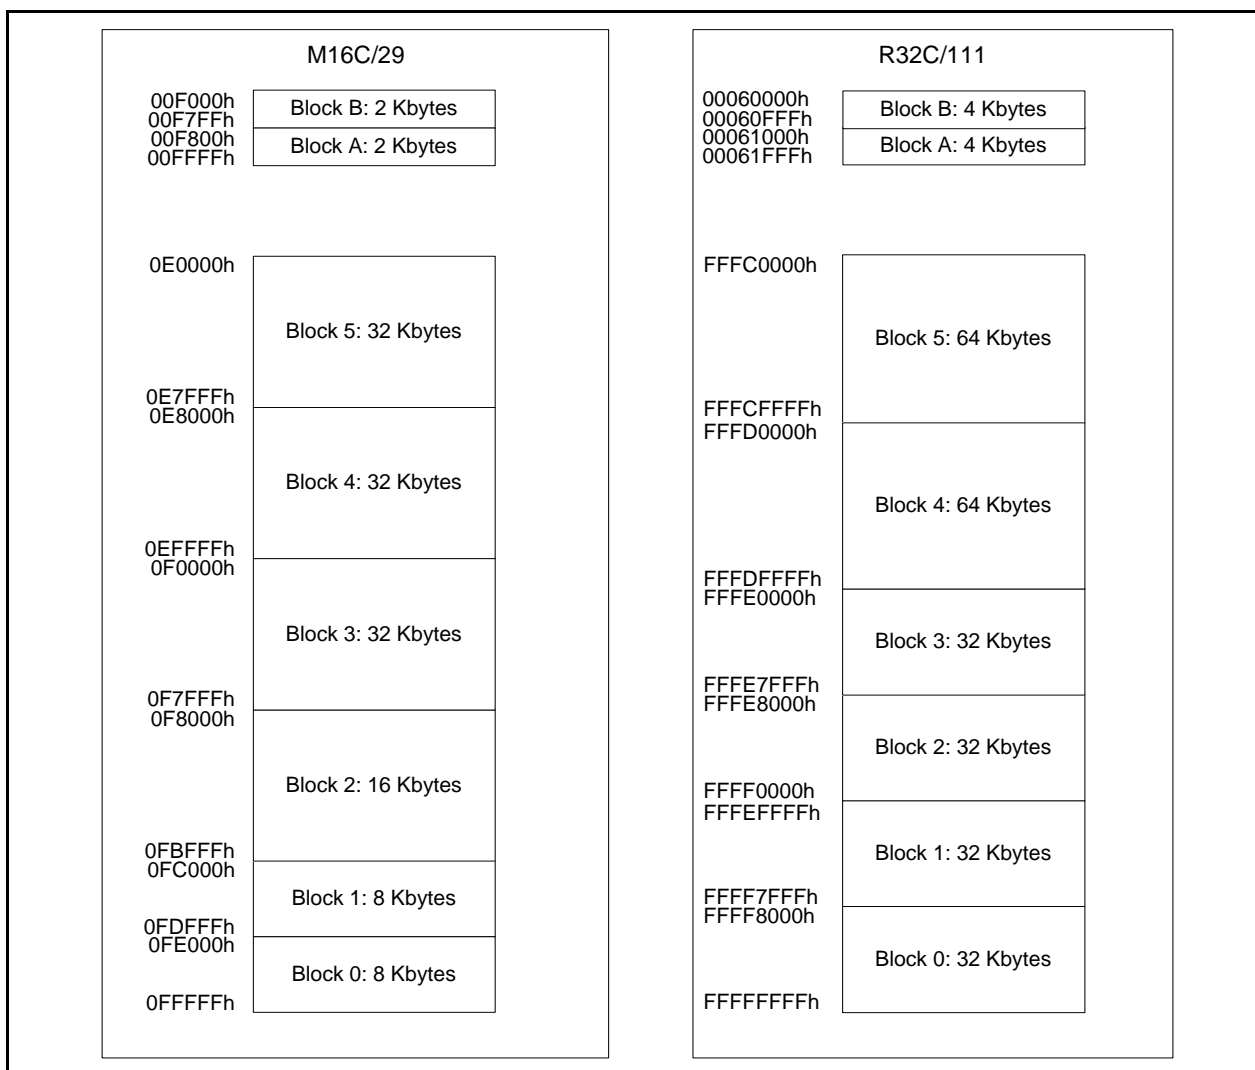 M16C/29
00F000h
Block B: 2 Kbytes
00F7FFh
00F800h
Block A: 2 Kbytes
00FFFFh
0E0000h
Block 5: 32 Kbytes
0E7FFFh
0E8000h
Block 4: 32 Kbytes
0EFFFFh
0F0000h
Block 3: 32 Kbytes
0F7FFFh
0F8000h
Block 2: 16 Kbytes
0FBFFFh
0FC000h
Block 1: 8 Kbytes
0FDFFFh
0FE000h
Block 0: 8 Kbytes
0FFFFFh
R32C/111
00060000h
Block B: 4 Kbytes
00060FFFh
00061000h
Block A: 4 Kbytes
00061FFFh
FFFC0000h
Block 5: 64 Kbytes
FFFCFFFFh
FFFD0000h
Block 4: 64 Kbytes
FFFDFFFFh
FFFE0000h
Block 3: 32 Kbytes
FFFE7FFFh
FFFE8000h
Block 2: 32 Kbytes
FFFF0000h
FFFEFFFFh
Block 1: 32 Kbytes
FFFF7FFFh
FFFF8000h
Block 0: 32 Kbytes
FFFFFFFFh